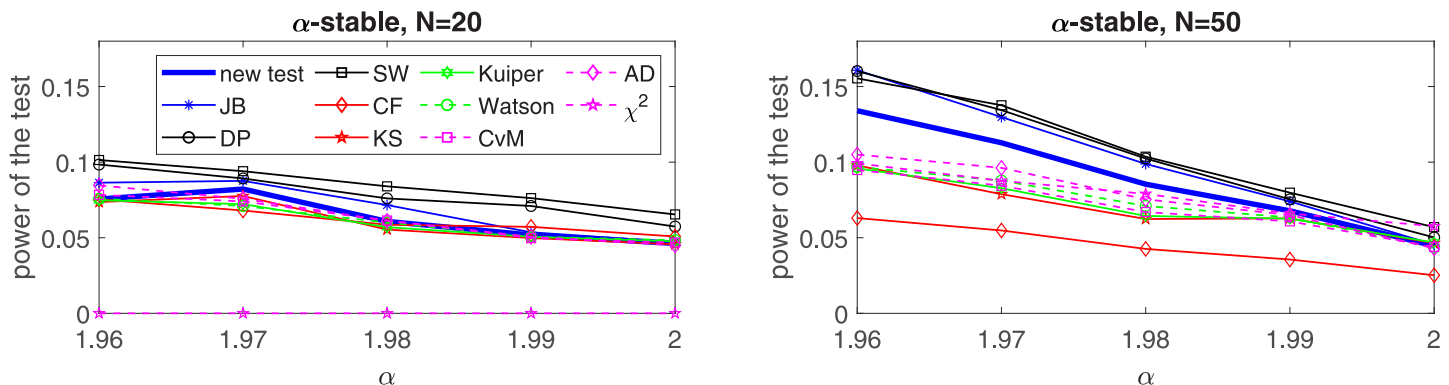 α-stable, N=20
power of the test
0.15
0.1
0.05
0
new test
JB
DP
SW
CF
KS
Kuiper
Watson
CvM
AD
χ²
1.96 1.97 1.98 1.99 2
α
α-stable, N=50
power of the test
0.15
0.1
0.05
0
1.96 1.97 1.98 1.99 2
α